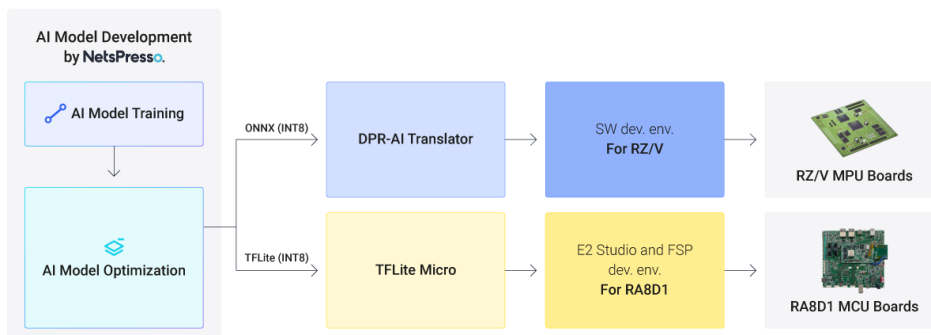 AI Model Development
by NetsPresso.
AI Model Training
AI Model Optimization
ONNX (INT8)
DPR-AI Translator
SW dev. env.
For RZ/V
RZ/V MPU Boards
TFLite (INT8)
TFLite Micro
E2 Studio and FSP
dev. env.
For RA8D1
RA8D1 MCU Boards